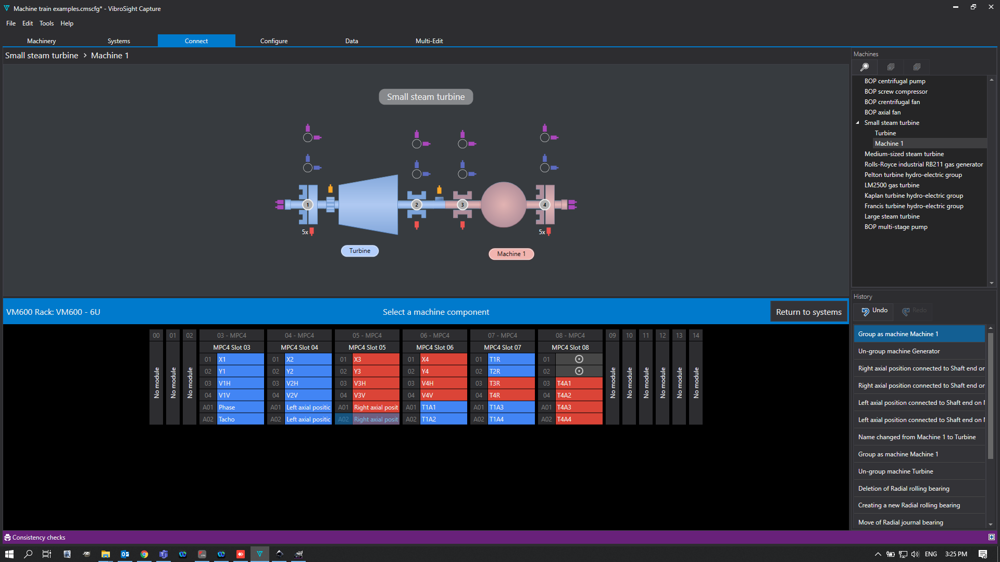 Machine train examples.cmscfg* - VibroSight Capture
File Edit Tools Help
Machinery Systems Connect Configure Data Multi-Edit
Small steam turbine > Machine 1
Small steam turbine
1
2
3
4
5x
5x
Turbine
Machine 1
Machines
BOP centrifugal pump
BOP screw compressor
BOP crentrifugal fan
BOP axial fan
Small steam turbine
Turbine
Machine 1
Medium-sized steam turbine
Rolls-Royce industrial RB211 gas generator
Pelton turbine hydro-electric group
LM2500 gas turbine
Kaplan turbine hydro-electric group
Francis turbine hydro-electric group
Large steam turbine
BOP multi-stage pump
VM600 Rack: VM600 - 6U
Select a machine component
Return to systems
00 01 02 03 - MPC4 04 - MPC4 05 - MPC4 06 - MPC4 07 - MPC4 08 - MPC4 09 10 11 12 13 14
MPC4 Slot 03 MPC4 Slot 04 MPC4 Slot 05 MPC4 Slot 06 MPC4 Slot 07 MPC4 Slot 08
01 X1 01 X2 01 X3 01 X4 01 T1R 01
02 Y1 02 Y2 02 Y3 02 Y4 02 T2R 02
03 V1H 03 V2H 03 V3H 03 V4H 03 T3R 03 T4A1
04 V1V 04 V2V 04 V3V 04 V4V 04 T4R 04 T4A2
A01 Phase A01 Left axial positic A01 Right axial posit A01 T1A1 A01 T1A3 A01 T4A3
A02 Tacho A02 Left axial positic A02 Right axial posit A02 T1A2 A02 T1A4 A02 T4A4
No module
No module
No module
No module
No module
No module
No module
No module
No module
History
Undo Redo
Group as machine Machine 1
Un-group machine Generator
Right axial position connected to Shaft end or
Right axial position connected to Shaft end or
Left axial position connected to Shaft end on
Left axial position connected to Shaft end on
Name changed from Machine 1 to Turbine
Group as machine Machine 1
Un-group machine Turbine
Deletion of Radial rolling bearing
Creating a new Radial rolling bearing
Move of Radial journal bearing
Consistency checks
ENG 3:25 PM